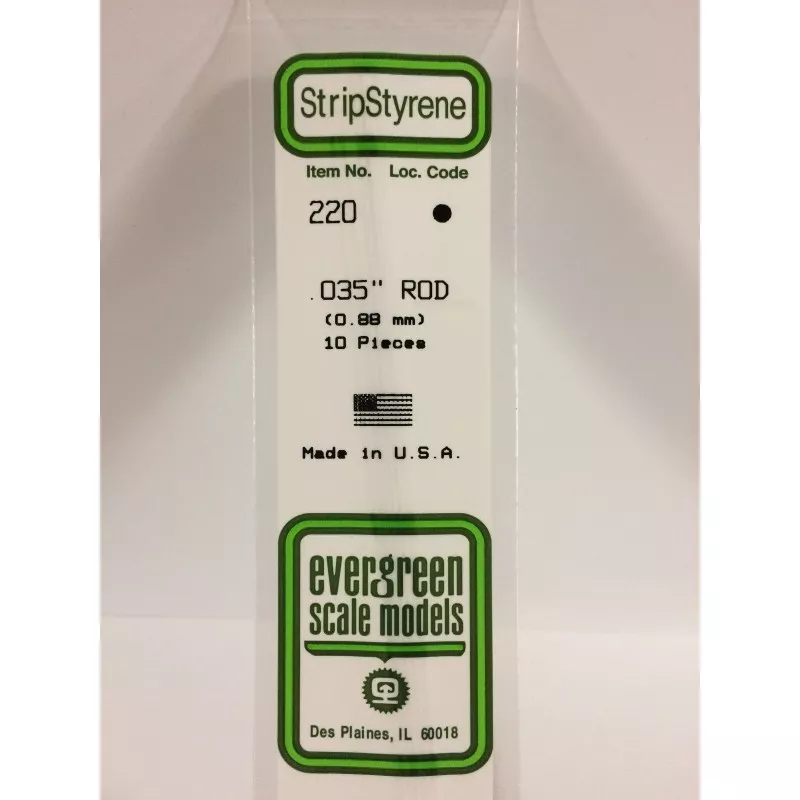 StripStyrene
Item No. Loc. Code
220 ●
.035" ROD
(0.88 mm)
10 Pieces
Made in U.S.A.
evergreen
scale models
Des Plaines, IL 60018